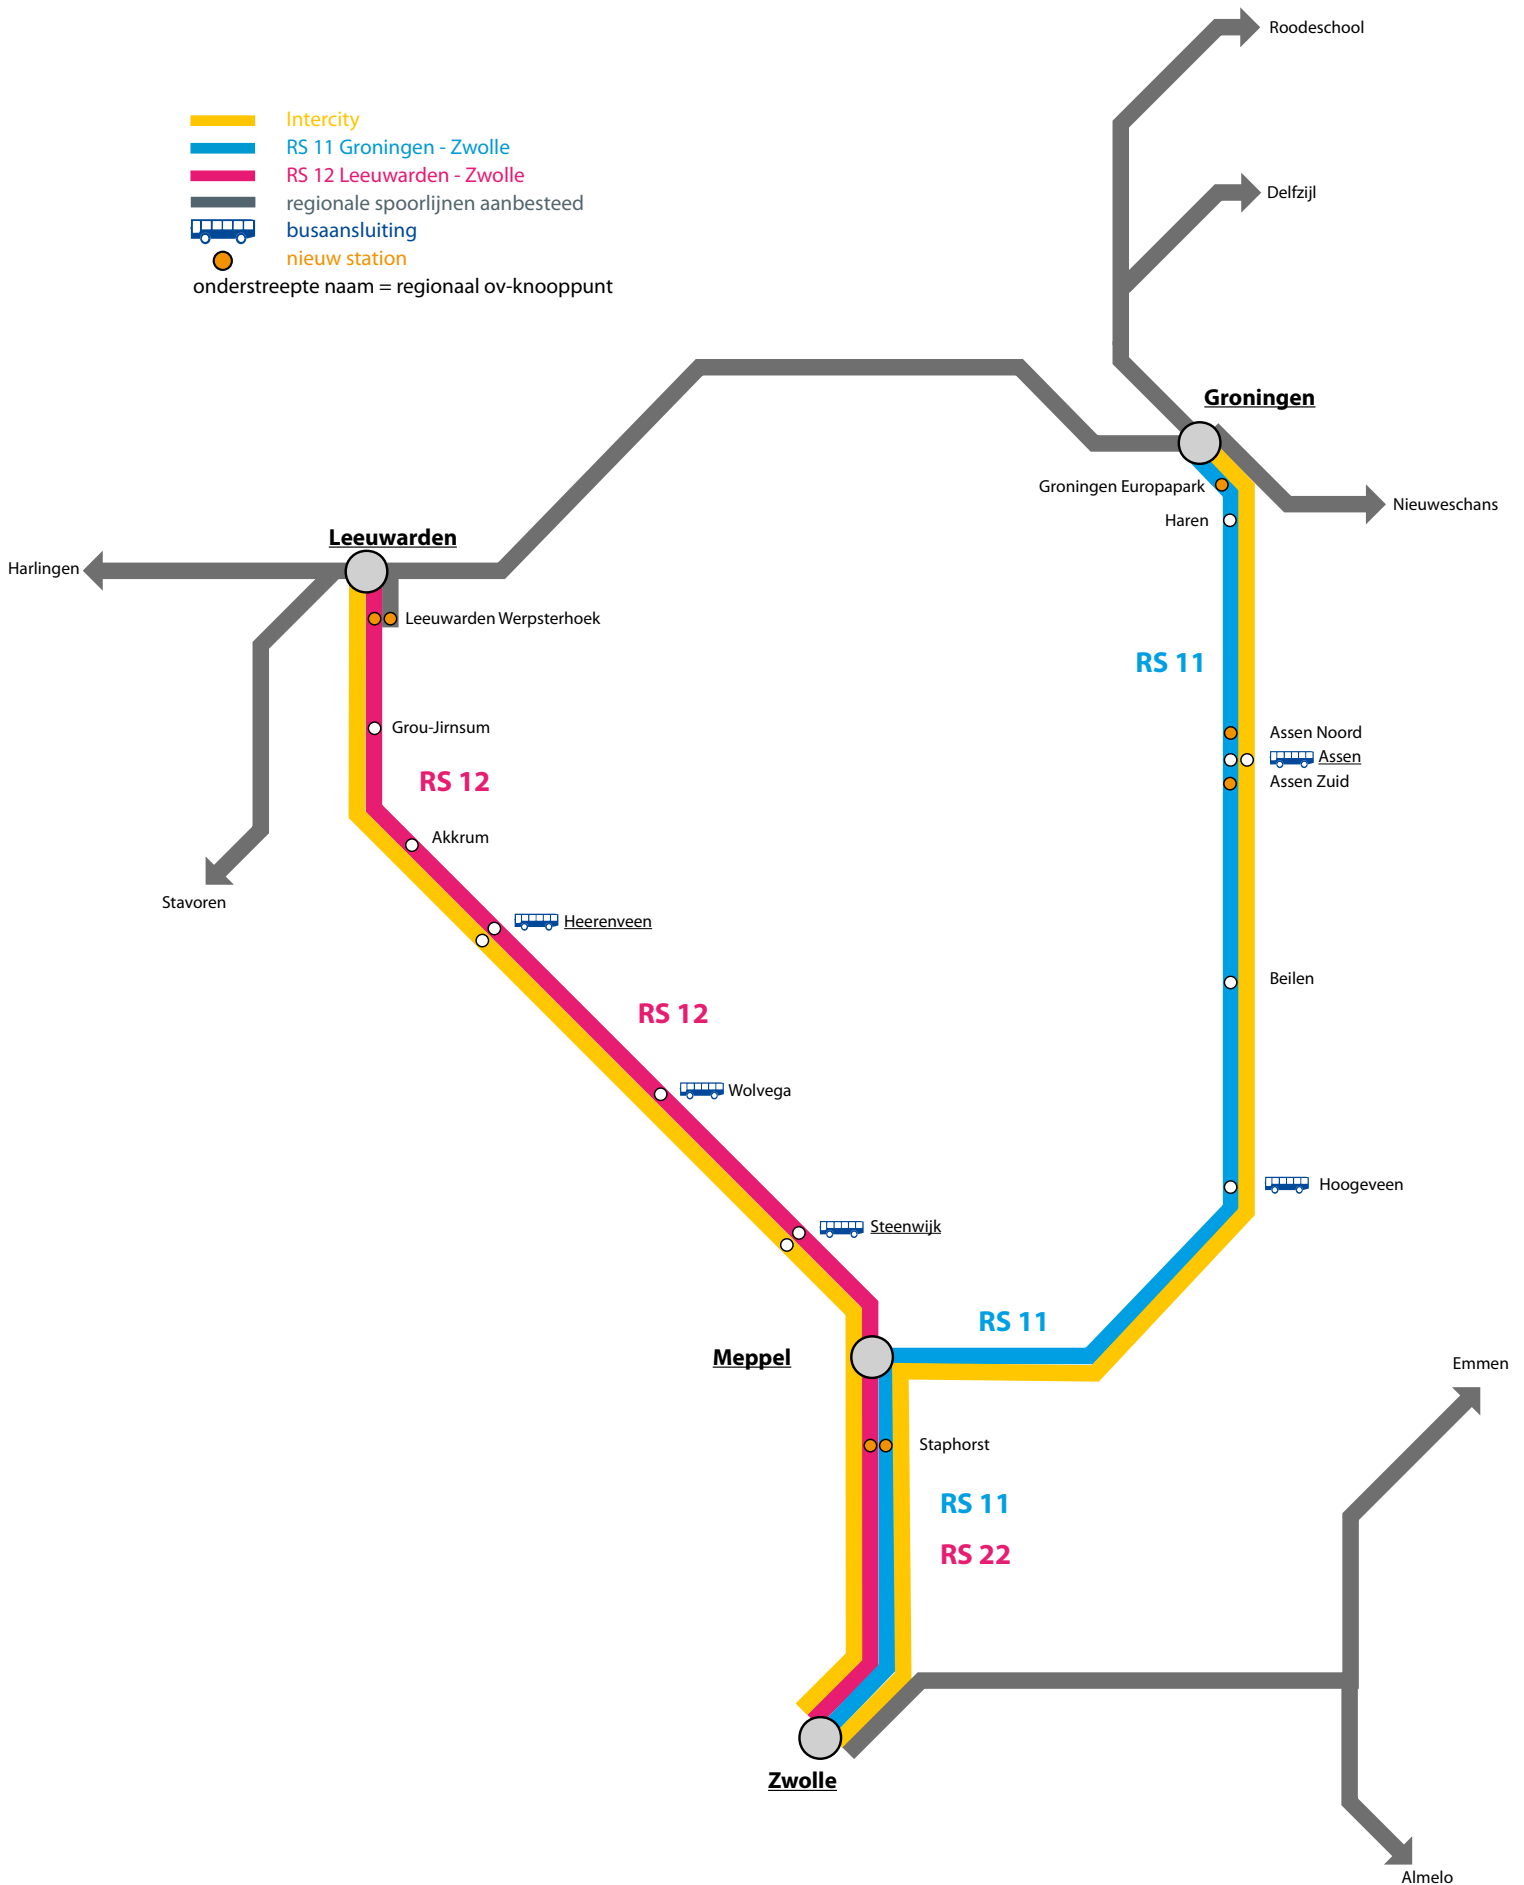 Roodeschool
Intercity
RS 11 Groningen - Zwolle
RS 12 Leeuwarden - Zwolle
regionale spoorlijnen aanbesteed
busaansluiting
nieuw station
onderstreepte naam = regionaal ov-knooppunt
Delfzijl
Groningen
Groningen Europapark
Nieuweschans
Haren
Leeuwarden
Harlingen
Leeuwarden Werpsterhoek
RS 11
Grou-Jirnsum
Assen Noord
Assen
RS 12
Assen Zuid
Akkrum
Stavoren
Heerenveen
Beilen
RS 12
Wolvega
Hoogeveen
Steenwijk
RS 11
Meppel
Emmen
Staphorst
RS 11
RS 22
Zwolle
Almelo